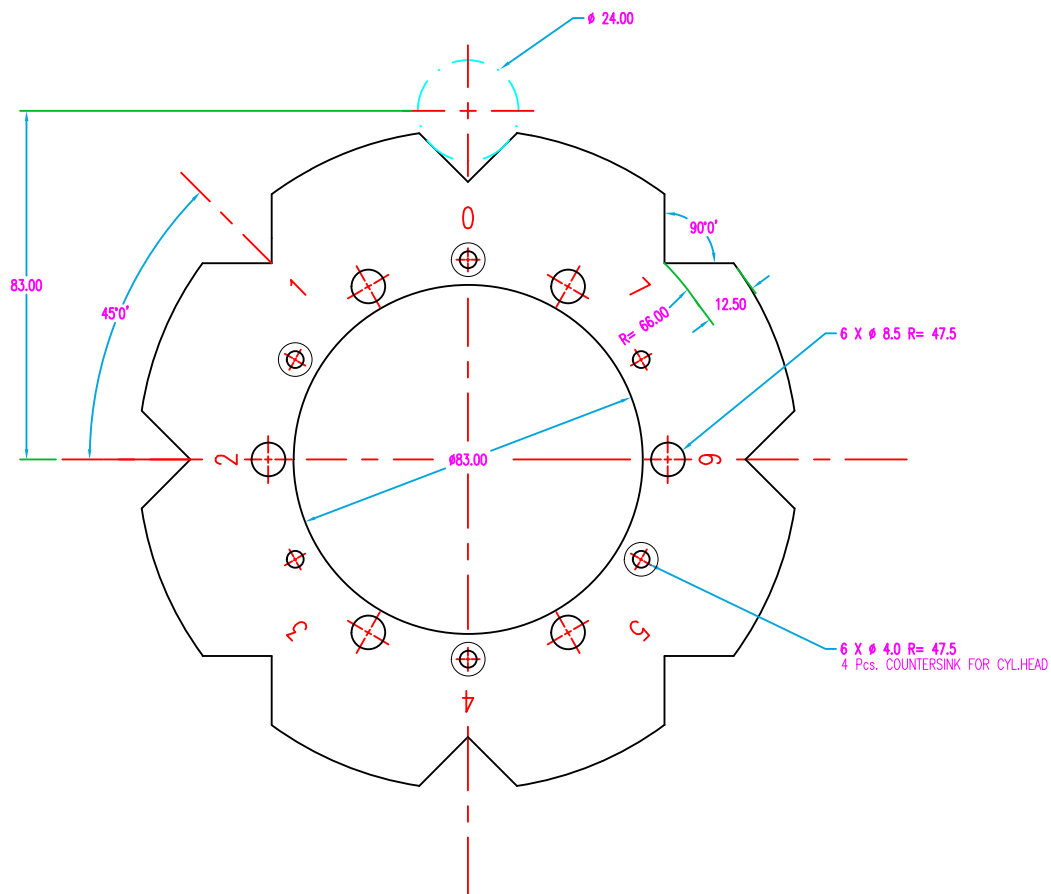 ø 24.00
83.00
0
90°0'
1
7
12.50
45°0'
R= 66.00
6 X ø 8.5 R= 47.5
2
ø83.00
6
3
5
6 X ø 4.0 R= 47.5
4 Pcs. COUNTERSINK FOR CYL.HEAD
4